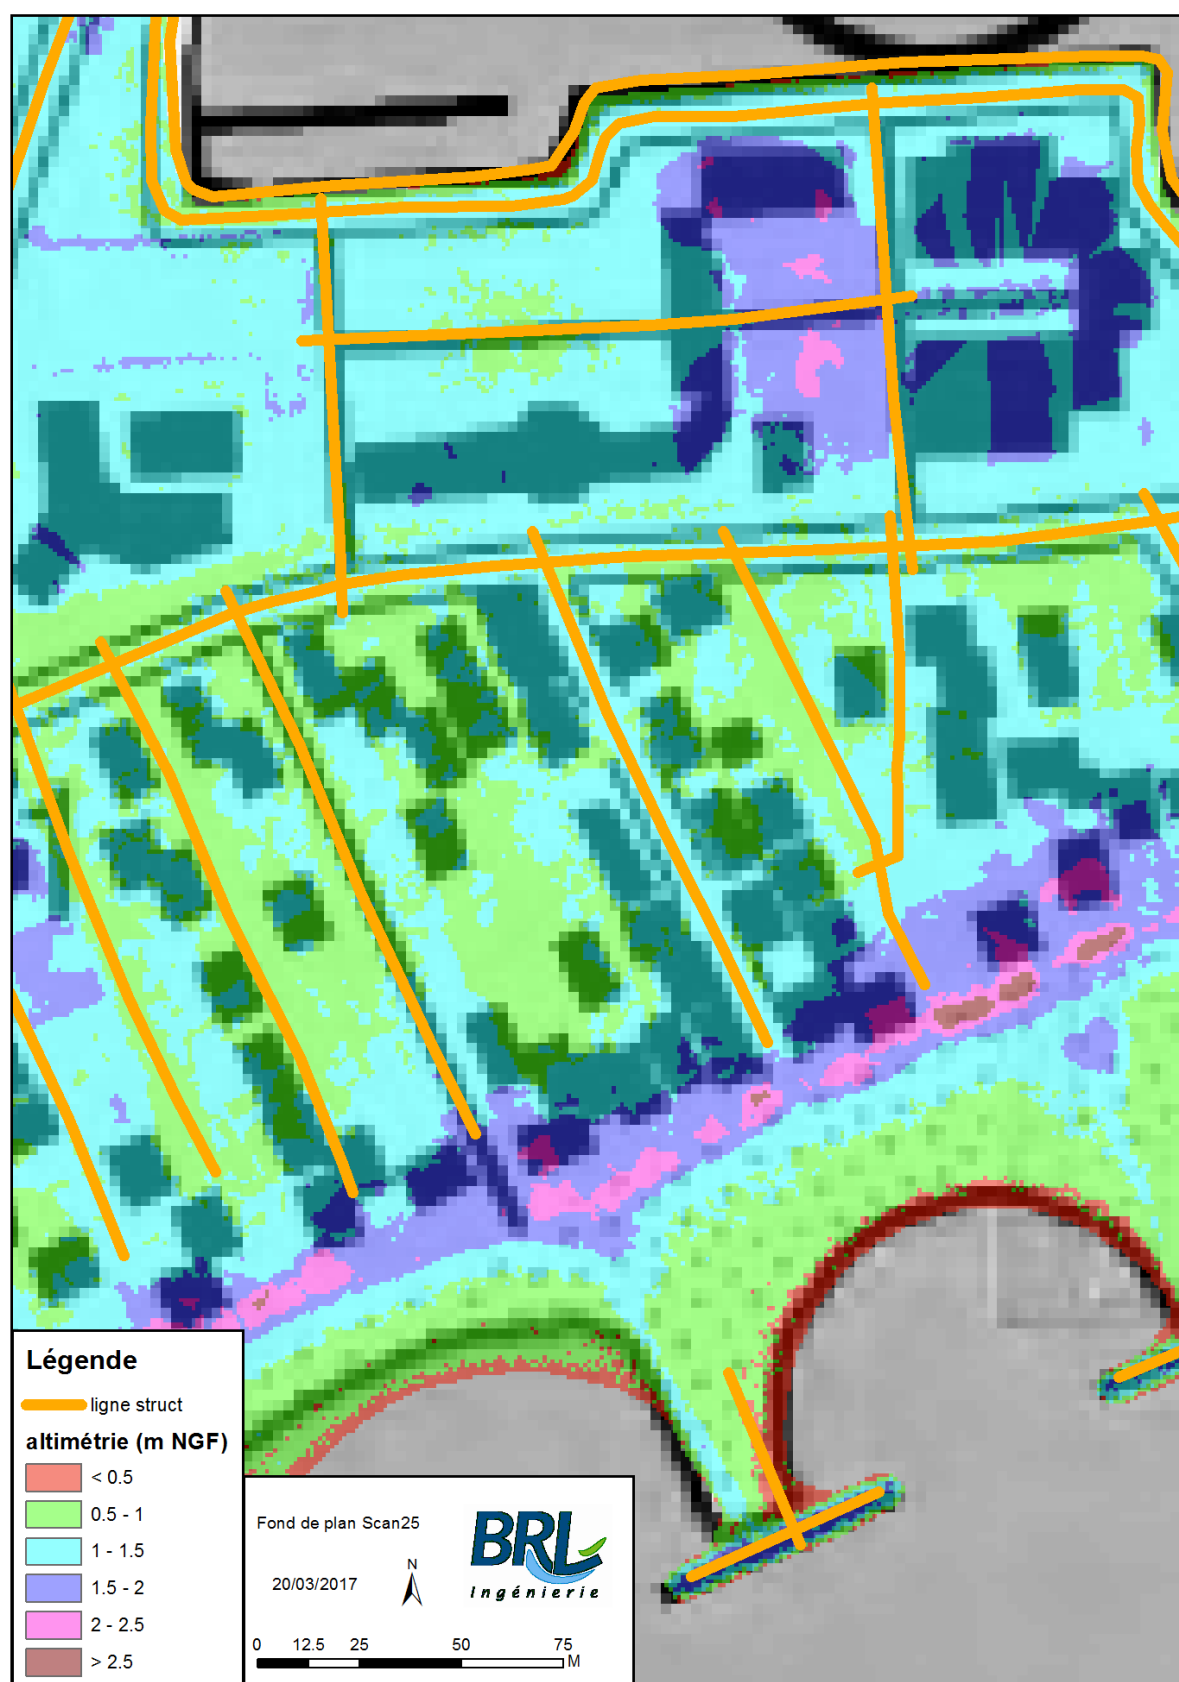 Légende
ligne struct
altimétrie (m NGF)
< 0.5
0.5 - 1
1 - 1.5
1.5 - 2
2 - 2.5
> 2.5
Fond de plan Scan25
20/03/2017
N
BRL
Ingénierie
0 12.5 25 50 75
M